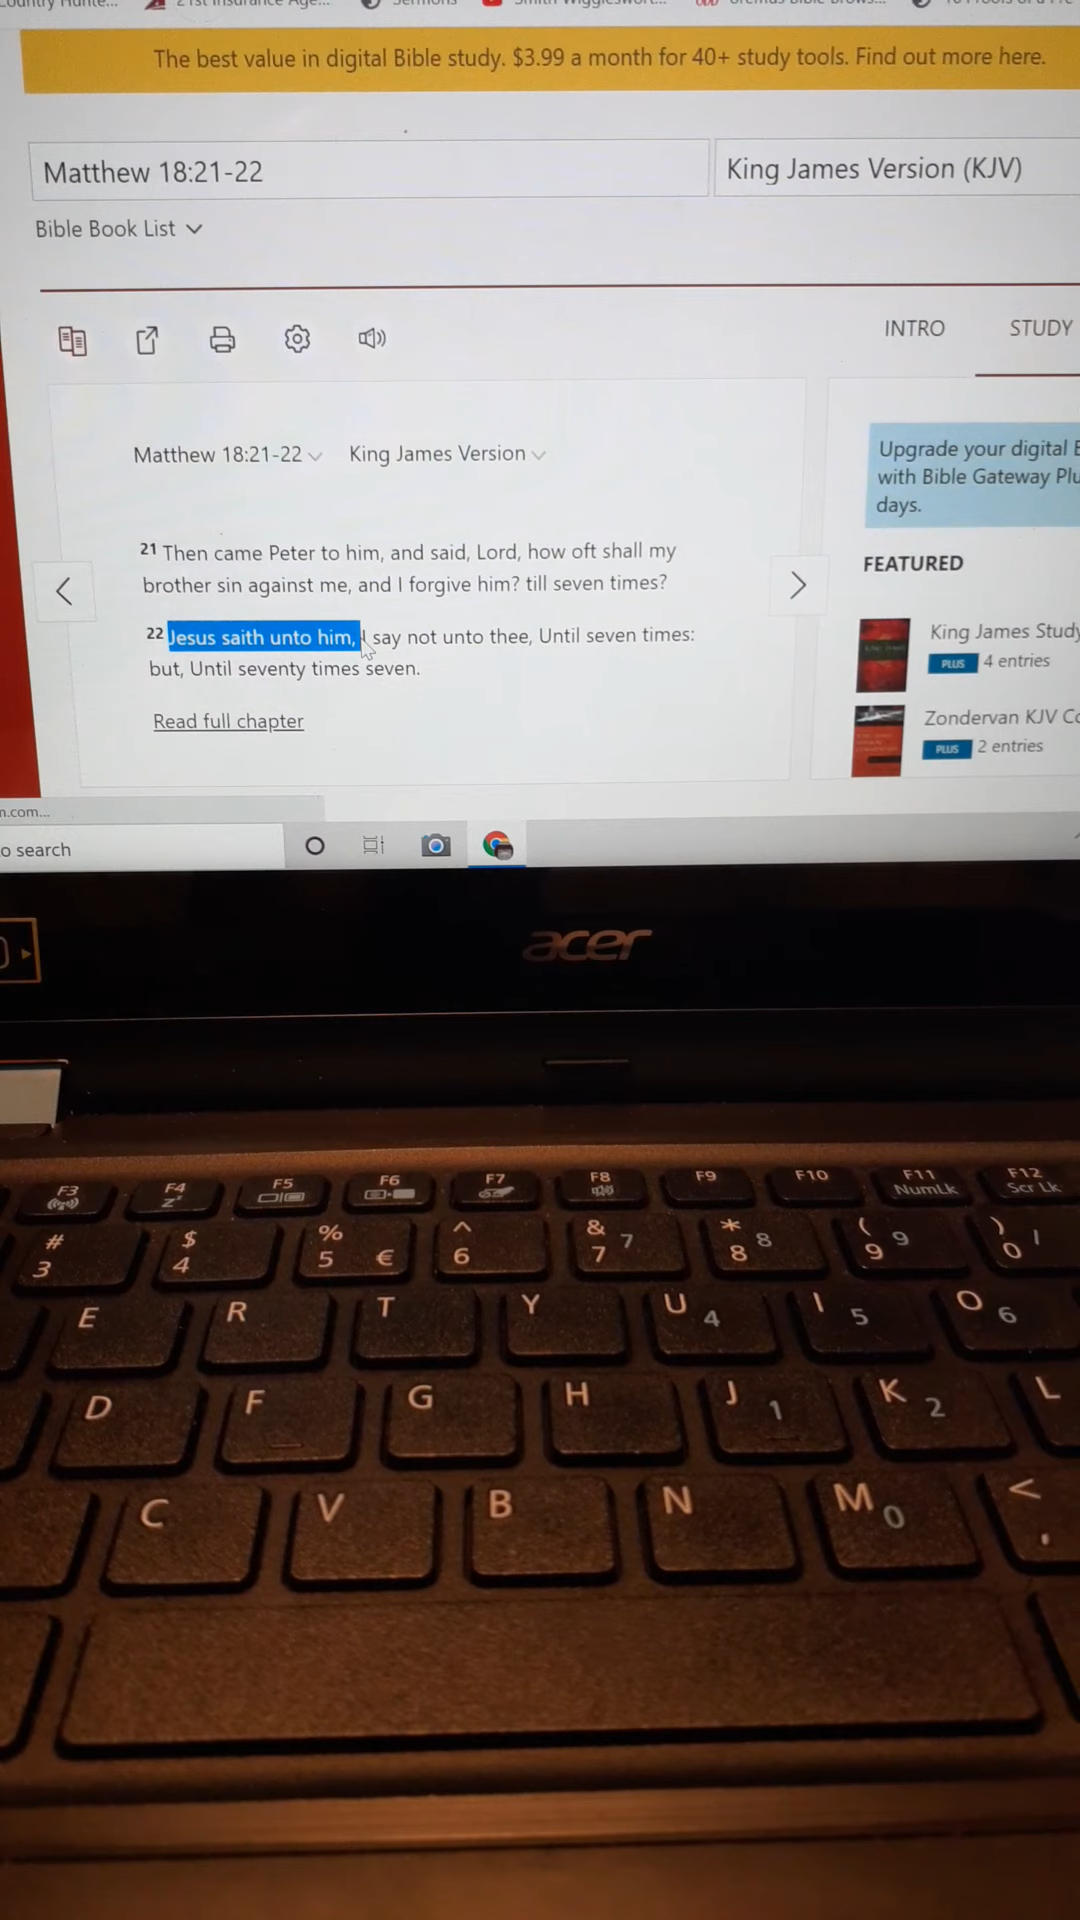 The best value in digital Bible study. $3.99 a month for 40+ study tools. Find out more here.
Matthew 18:21-22
King James Version (KJV)
Bible Book List
INTRO STUDY
Matthew 18:21-22 King James Version
21 Then came Peter to him, and said, Lord, how oft shall my
brother sin against me, and I forgive him? till seven times?
22 Jesus saith unto him, I say not unto thee, Until seven times:
but, Until seventy times seven.
Read full chapter
Upgrade your digital
with Bible Gateway
days.
FEATURED
King James Study
PLUS 4 entries
Zondervan KJV
PLUS 2 entries
n.com...
o search
acer
F3 F4 F5 F6 F7 F8 F9 F10 F11 F12
NumLk Scr Lk
# $ % ^ & * ( )
3 4 5 € 6 7 7 8 8 9 9 0
E R T Y U 4 I 5 O 6
D F G H J 1 K 2 L
C V B N M 0 < ,